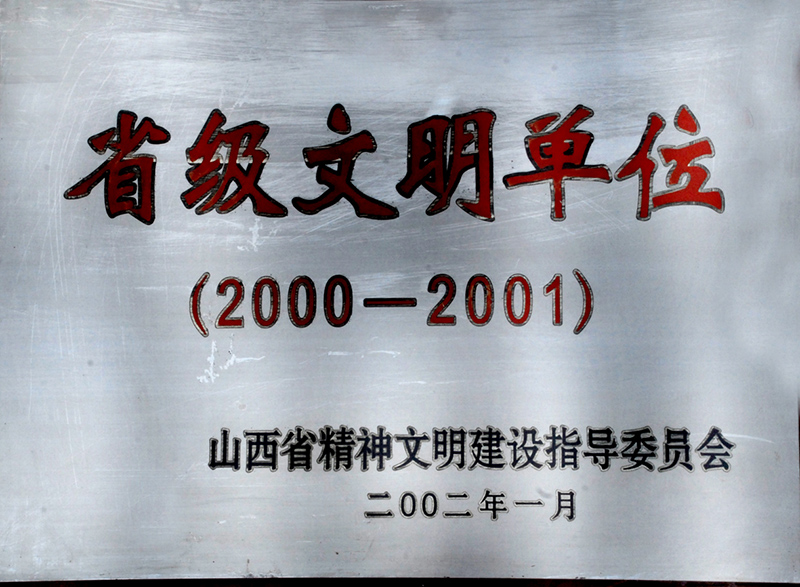 省级文明单位
(2000—2001)
山西省精神文明建设指导委员会
二00二年一月